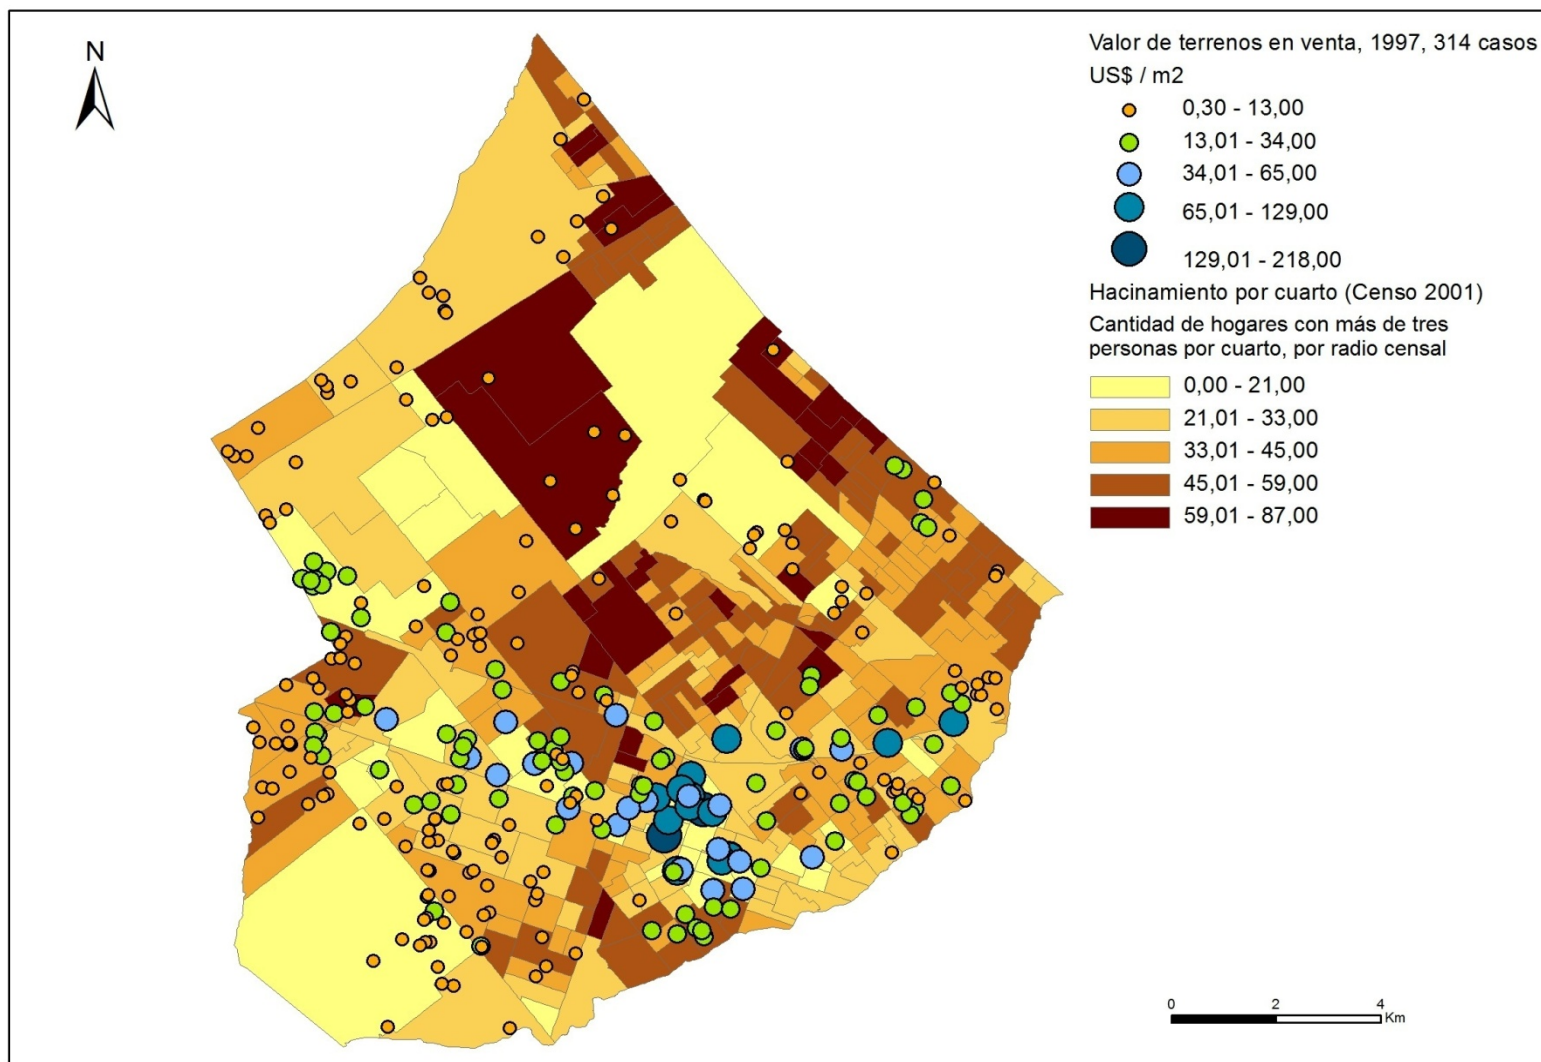 N
Valor de terrenos en venta, 1997, 314 casos
US$ / m2
0,30 - 13,00
13,01 - 34,00
34,01 - 65,00
65,01 - 129,00
129,01 - 218,00
Hacinamiento por cuarto (Censo 2001)
Cantidad de hogares con más de tres
personas por cuarto, por radio censal
0,00 - 21,00
21,01 - 33,00
33,01 - 45,00
45,01 - 59,00
59,01 - 87,00
0 2 4
Km